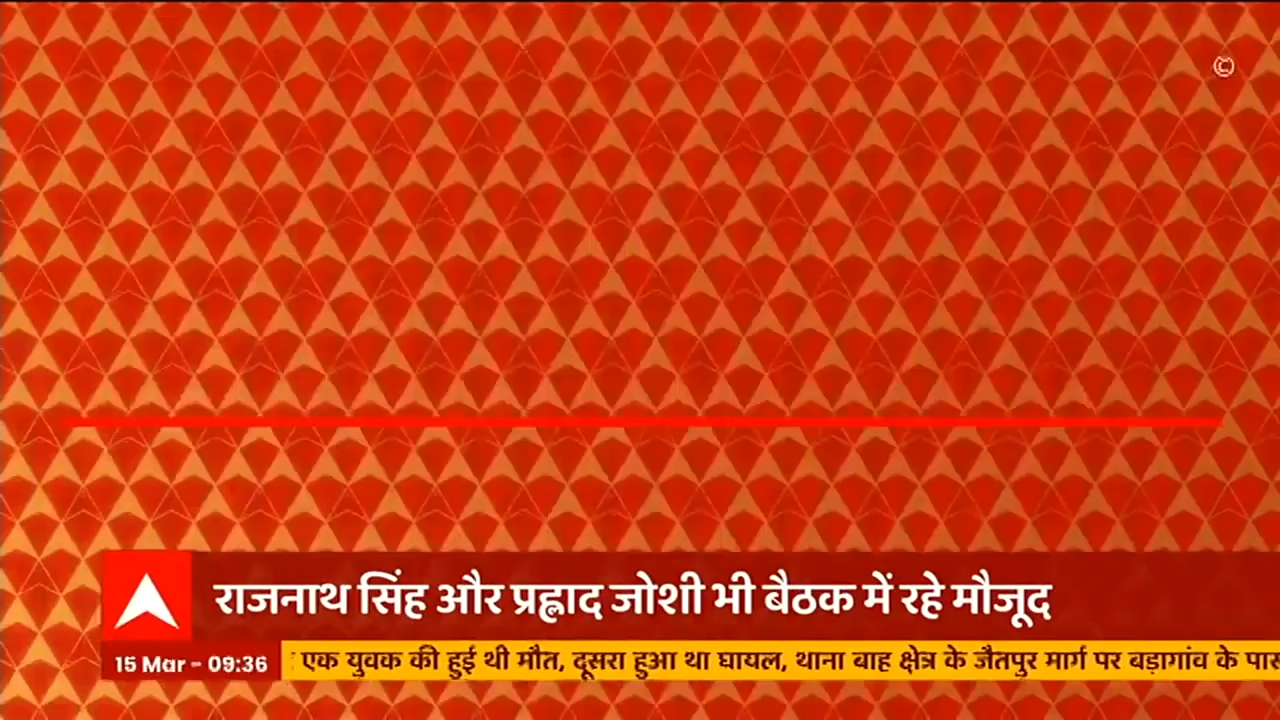 ©
राजनाथ सिंह और प्रह्लाद जोशी भी बैठक में रहे मौजूद
15 Mar - 09:36
एक युवक की हुई थी मौत, दूसरा हुआ था घायल, थाना बाह क्षेत्र के जैतपुर मार्ग पर बड़ागांव के पास